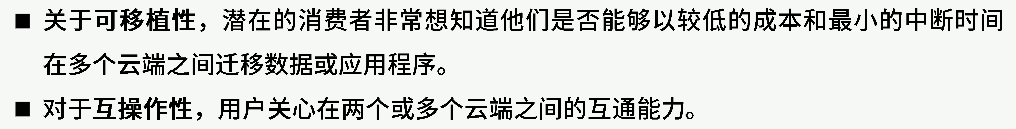 ■ 关于可移植性，潜在的消费者非常想知道他们是否能够以较低的成本和最小的中断时间
在多个云端之间迁移数据或应用程序。
■ 对于互操作性，用户关心在两个或多个云端之间的互通能力。